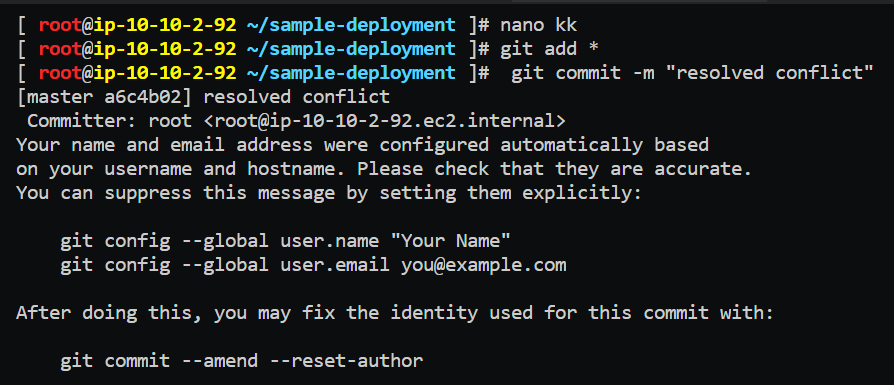 [ root@ip-10-10-2-92 ~/sample-deployment ]# nano kk
[ root@ip-10-10-2-92 ~/sample-deployment ]# git add *
[ root@ip-10-10-2-92 ~/sample-deployment ]#  git commit -m "resolved conflict"
[master a6c4b02] resolved conflict
 Committer: root <root@ip-10-10-2-92.ec2.internal>
Your name and email address were configured automatically based
on your username and hostname. Please check that they are accurate.
You can suppress this message by setting them explicitly:

    git config --global user.name "Your Name"
    git config --global user.email you@example.com

After doing this, you may fix the identity used for this commit with:

    git commit --amend --reset-author